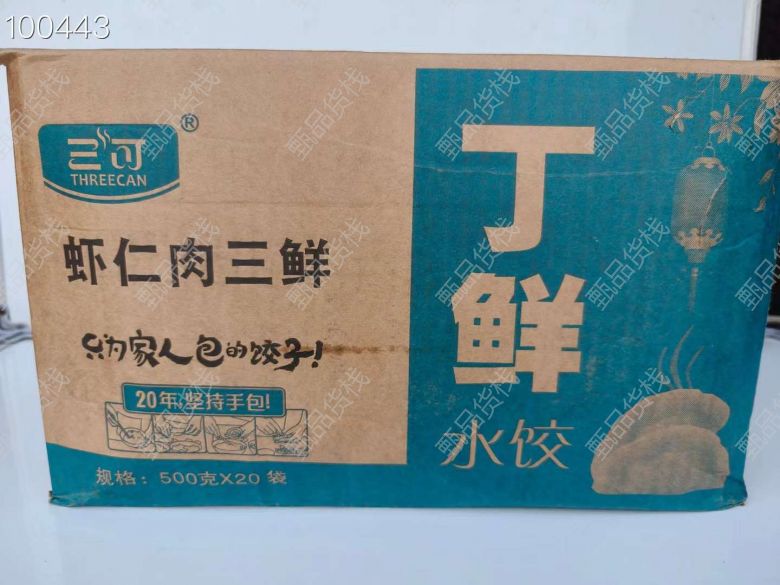 100443
三可®
THREECAN
虾仁肉三鲜
只为家人包的饺子!
20年,坚持手包!
规格：500克X20 袋
丁鲜
水饺
甄品货栈